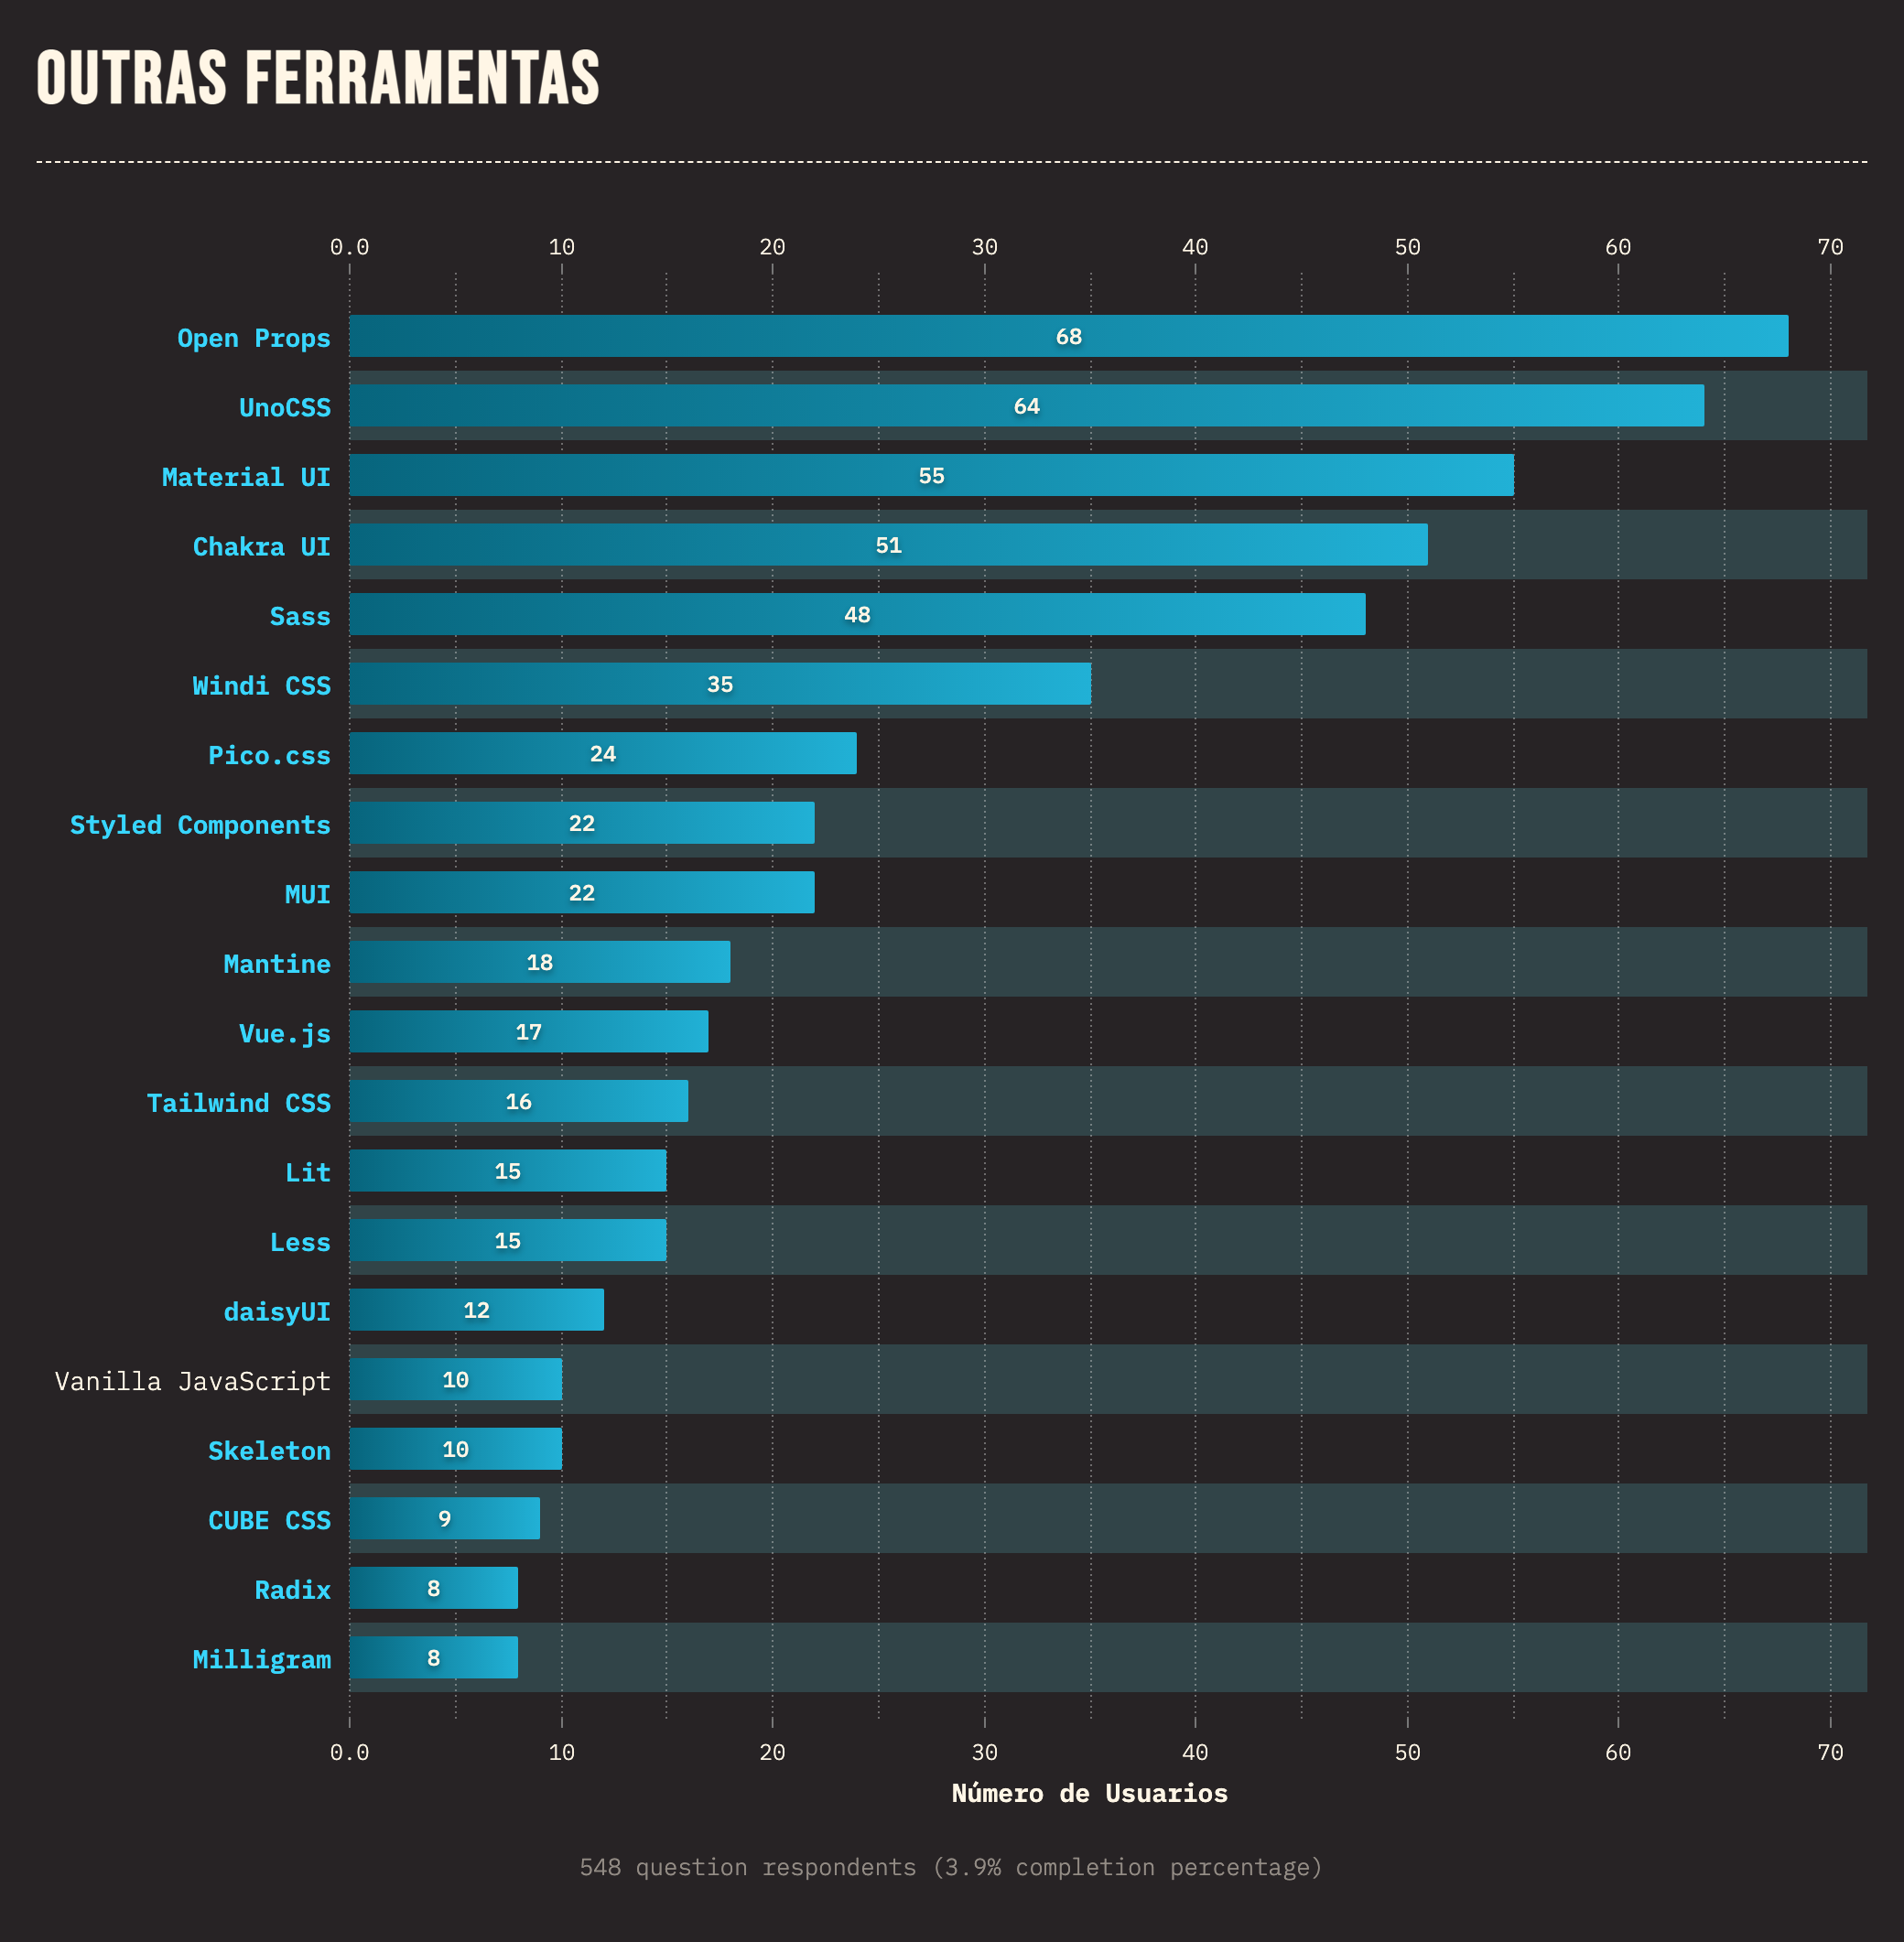 OUTRAS FERRAMENTAS
0.0 10 20 30 40 50 60 70
Open Props 68
UnoCSS 64
Material UI 55
Chakra UI 51
Sass 48
Windi CSS 35
Pico.css 24
Styled Components 22
MUI 22
Mantine 18
Vue.js 17
Tailwind CSS 16
Lit 15
Less 15
daisyUI 12
Vanilla JavaScript 10
Skeleton 10
CUBE CSS 9
Radix 8
Milligram 8
0.0 10 20 30 40 50 60 70
Número de Usuarios
548 question respondents (3.9% completion percentage)